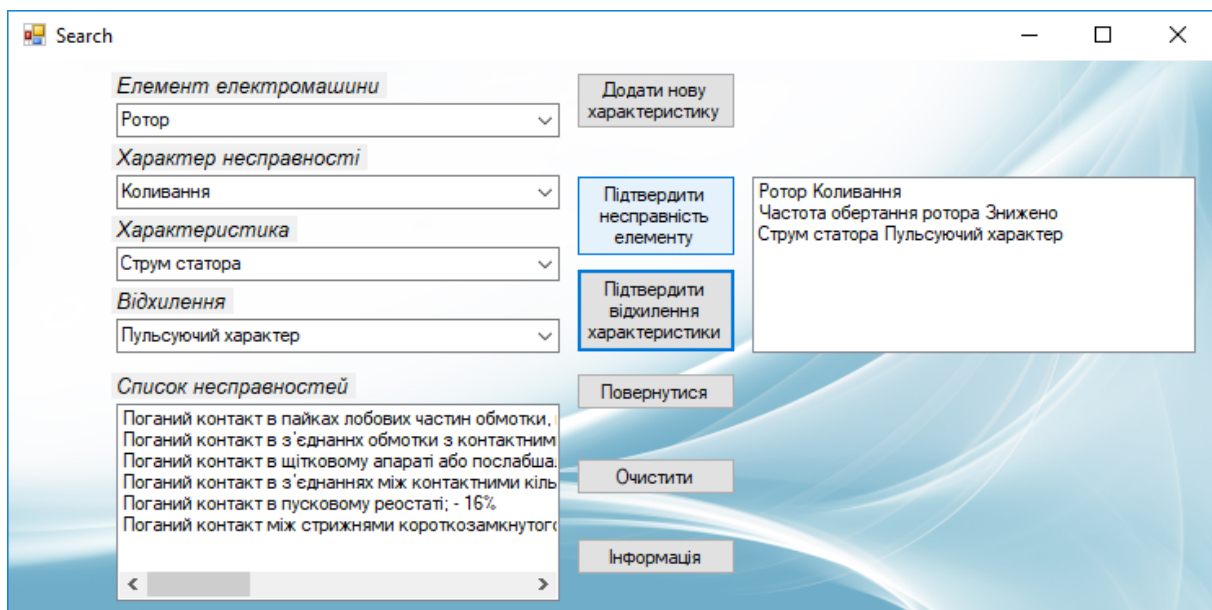 Search
Елемент електромашини
Ротор
Характер несправності
Коливання
Характеристика
Струм статора
Відхилення
Пульсуючий характер
Список несправностей
Поганий контакт в пайках лобових частин обмотки,
Поганий контакт в з'єднаннх обмотки з контактними
Поганий контакт в щітковому апараті або послабша.
Поганий контакт в з'єднаннях між контактними кіль
Поганий контакт в пусковому реостаті; - 16%
Поганий контакт між стрижнями короткозамкнутого
Додати нову
характеристику
Підтвердити
несправність
елементу
Підтвердити
відхилення
характеристики
Повернутися
Очистити
Інформація
Ротор Коливання
Частота обертання ротора Знижено
Струм статора Пульсуючий характер